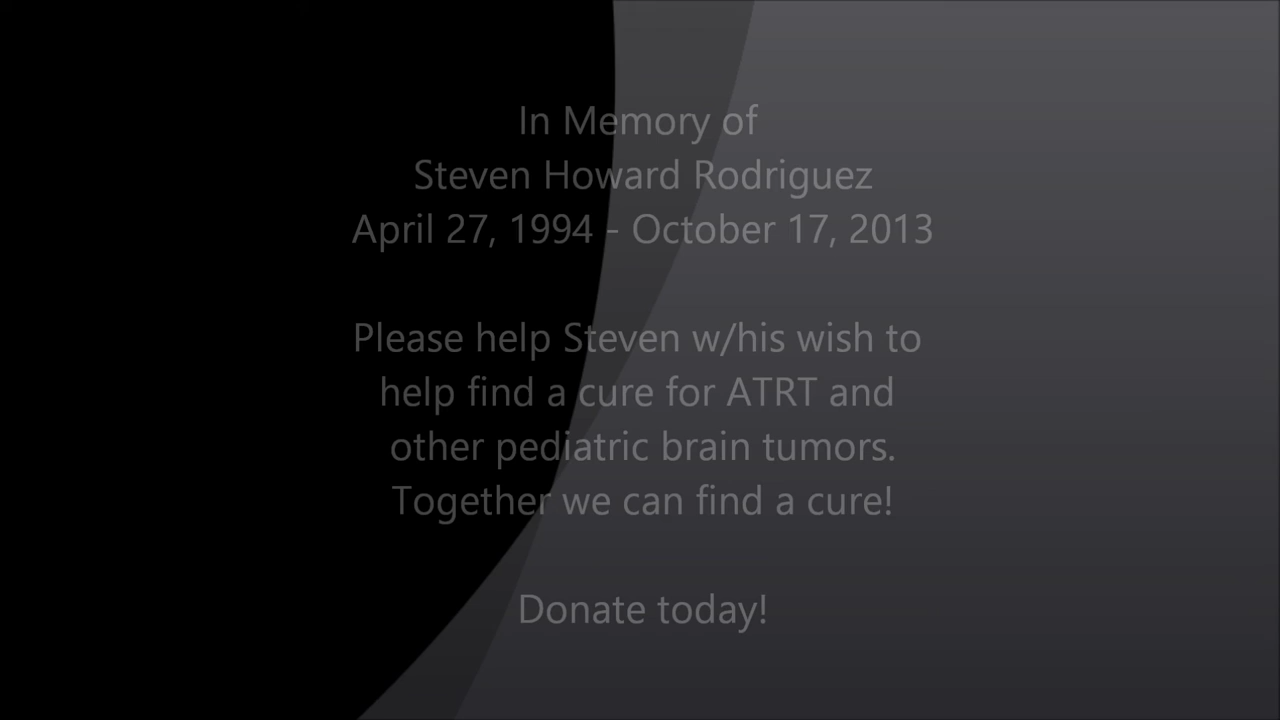 In Memory of
Steven Howard Rodriguez
April 27, 1994 - October 17, 2013
Please help Steven w/his wish to
help find a cure for ATRT and
other pediatric brain tumors.
Together we can find a cure!
Donate today!